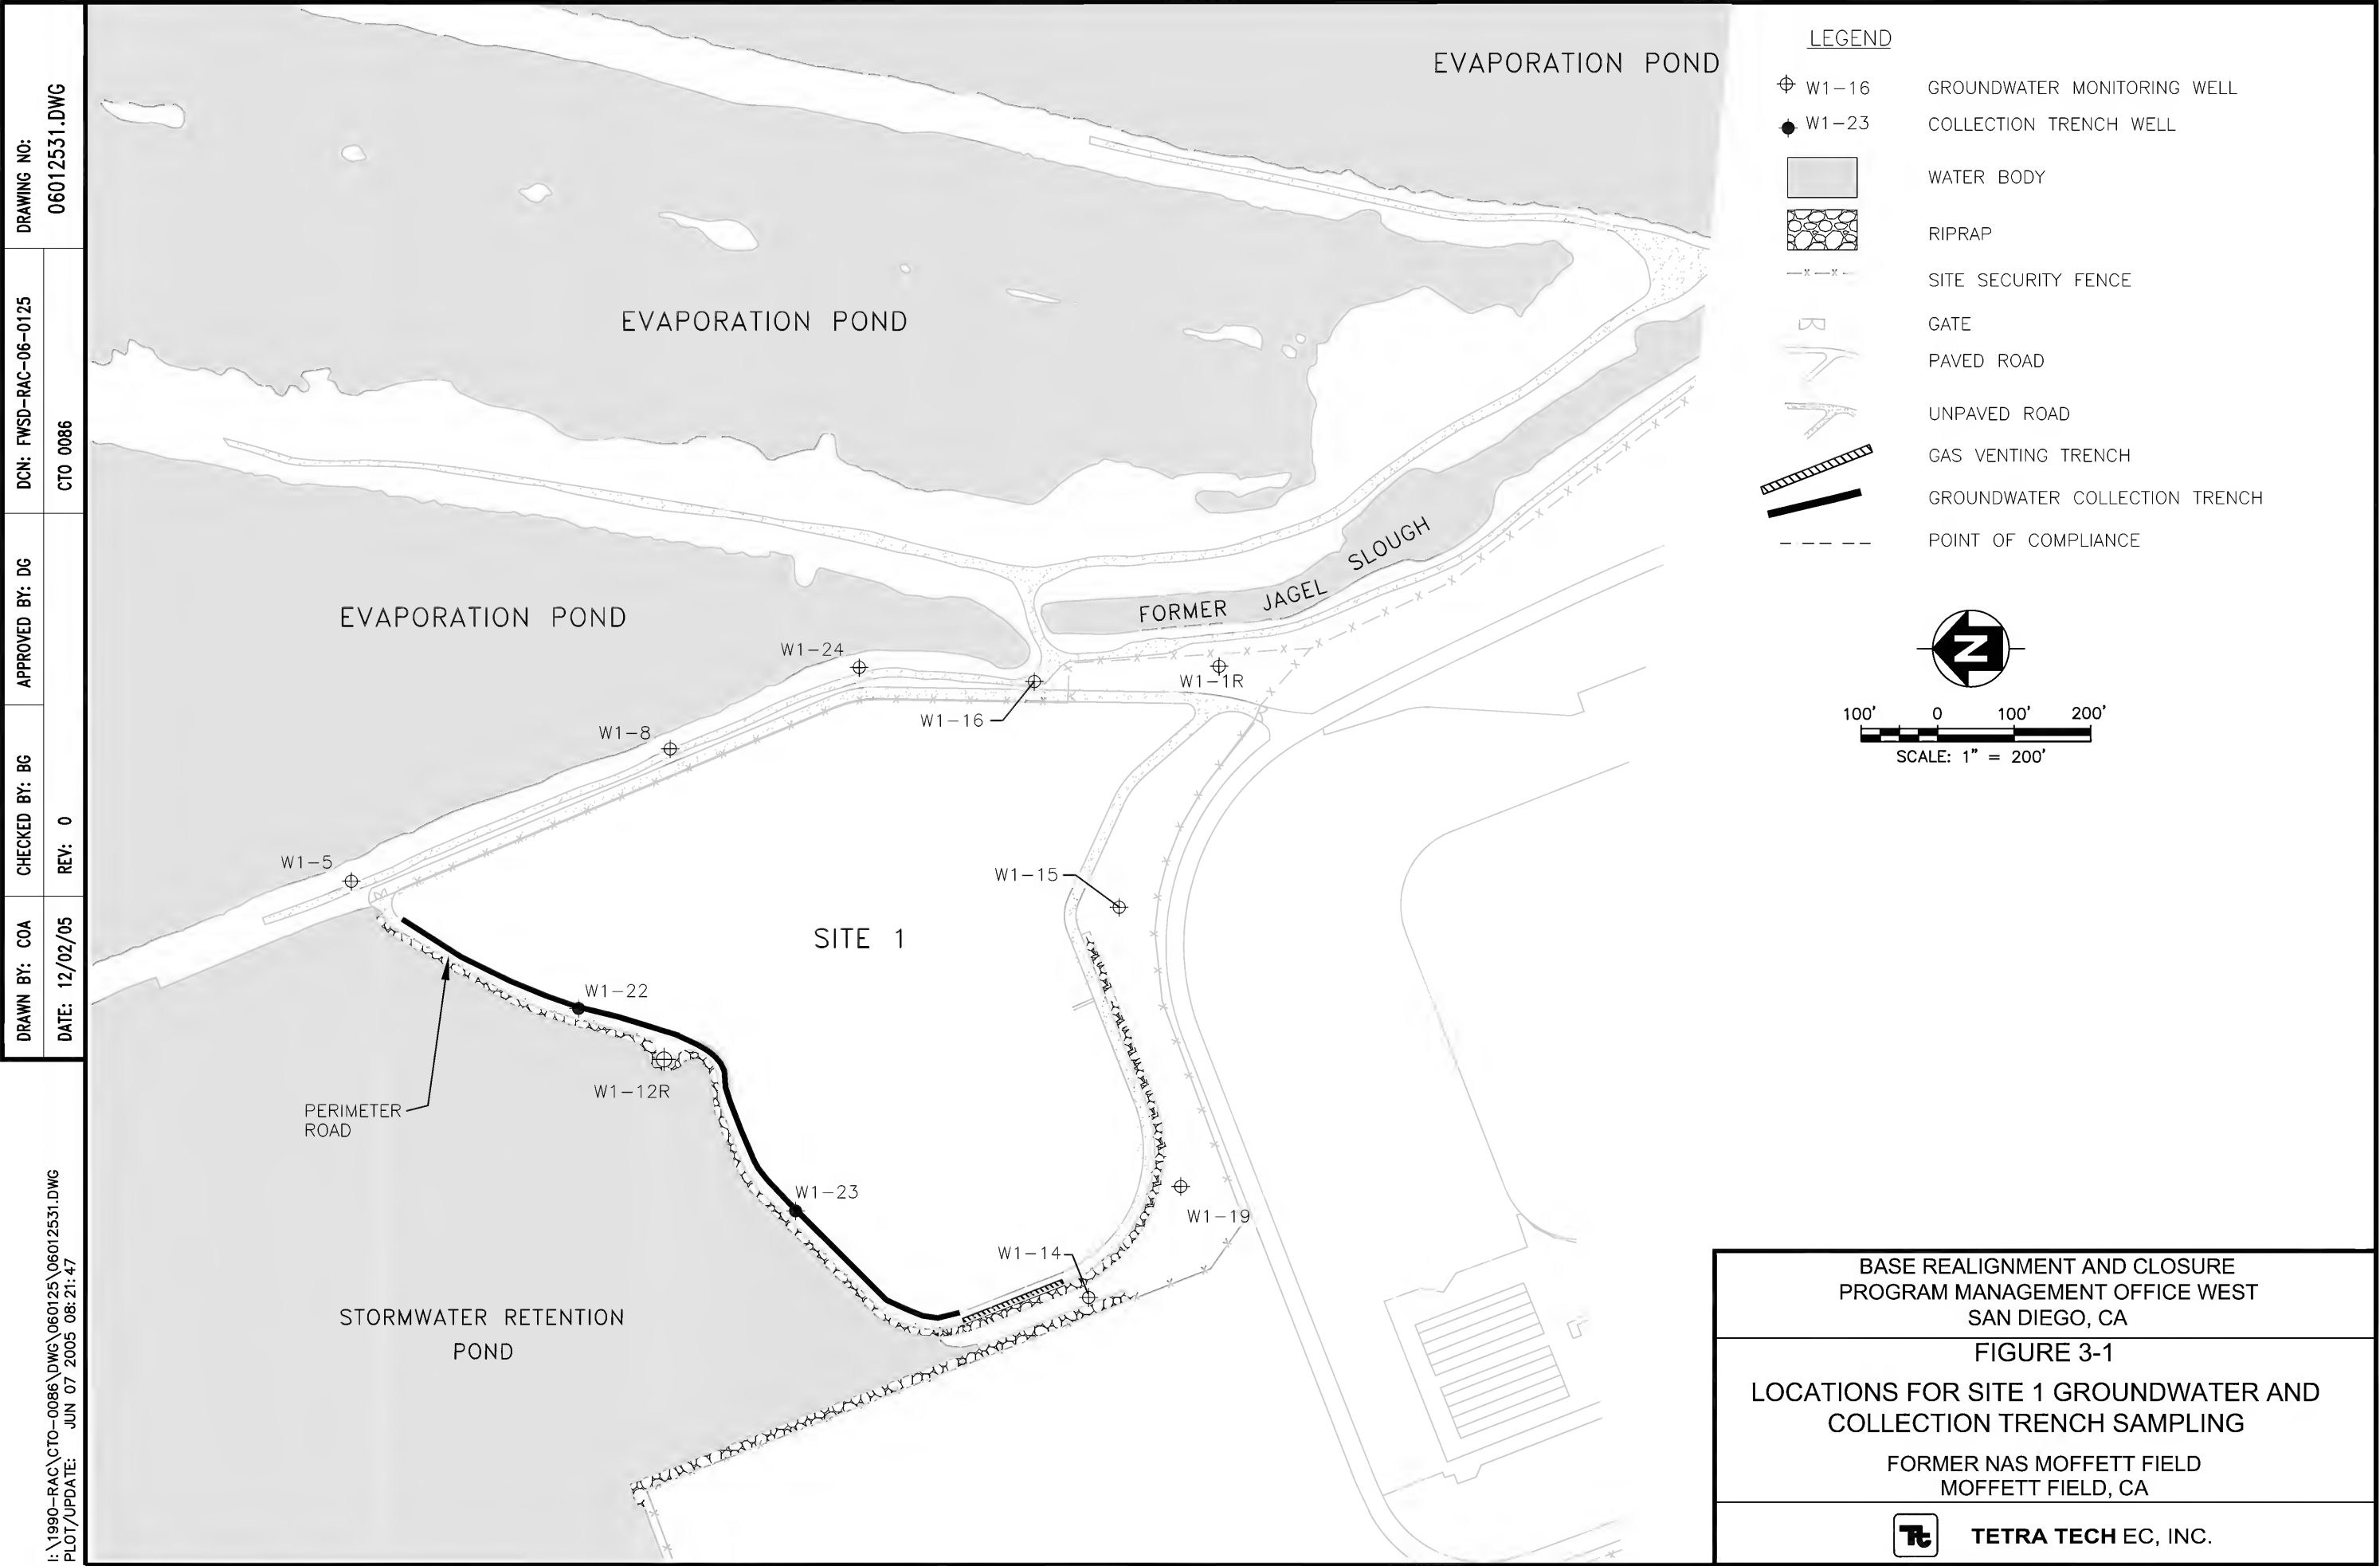 EVAPORATION POND
EVAPORATION POND
EVAPORATION POND
FORMER JAGEL SLOUGH
W1-24
W1-1R
W1-16
W1-8
W1-5
W1-15
SITE 1
W1-22
W1-12R
PERIMETER
ROAD
W1-23
W1-19
W1-14
STORMWATER RETENTION
POND
LEGEND
W1-16 GROUNDWATER MONITORING WELL
W1-23 COLLECTION TRENCH WELL
WATER BODY
RIPRAP
SITE SECURITY FENCE
GATE
PAVED ROAD
UNPAVED ROAD
GAS VENTING TRENCH
GROUNDWATER COLLECTION TRENCH
POINT OF COMPLIANCE
N
100' 0 100' 200'
SCALE: 1" = 200'
BASE REALIGNMENT AND CLOSURE
PROGRAM MANAGEMENT OFFICE WEST
SAN DIEGO, CA
FIGURE 3-1
LOCATIONS FOR SITE 1 GROUNDWATER AND
COLLECTION TRENCH SAMPLING
FORMER NAS MOFFETT FIELD
MOFFETT FIELD, CA
TETRA TECH EC, INC.
DRAWN BY: COA
DATE: 12/02/05
CHECKED BY: BG
REV: 0
APPROVED BY: DG
DCN: FWSD-RAC-06-0125
CTO 0086
DRAWING NO:
06012531.DWG
I:\1990-RAC\CTO-0086\DWG\060125\06012531.DWG
PLOT/UPDATE: JUN 07 2005 08:21:47